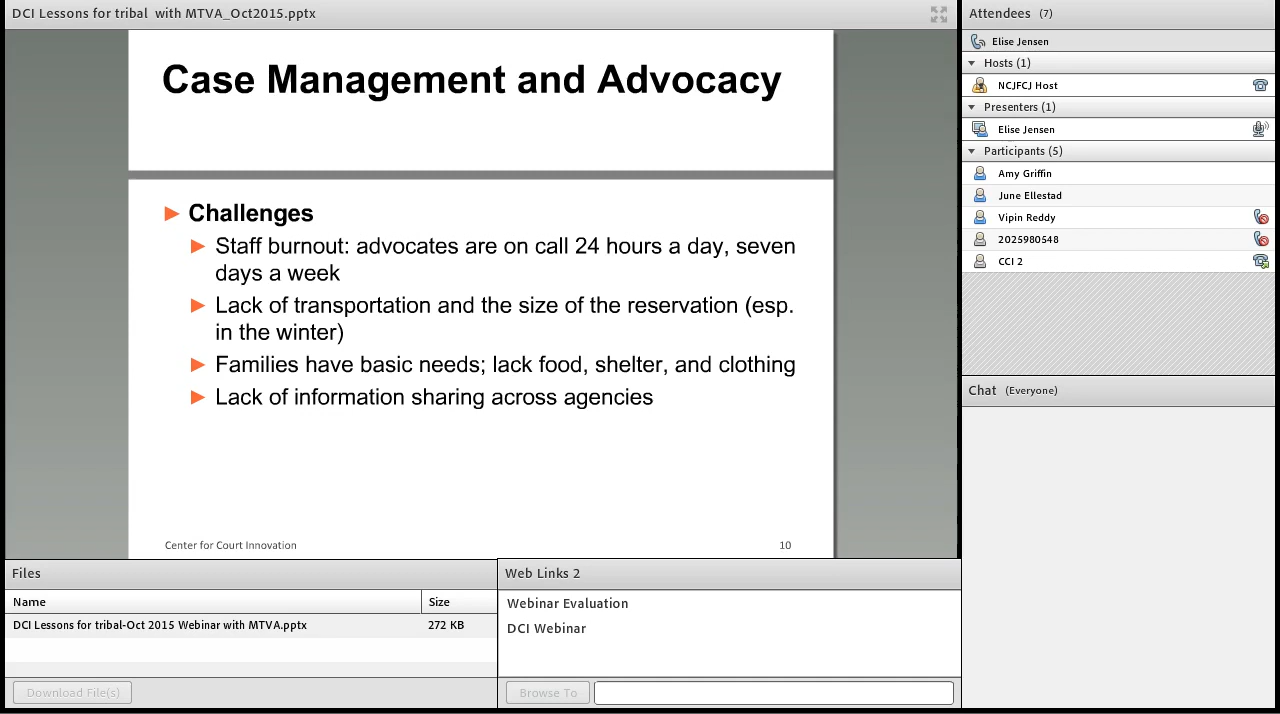 DCI Lessons for tribal  with MTVA_Oct2015.pptx
Case Management and Advocacy
Challenges
Staff burnout: advocates are on call 24 hours a day, seven
days a week
Lack of transportation and the size of the reservation (esp.
in the winter)
Families have basic needs; lack food, shelter, and clothing
Lack of information sharing across agencies
Center for Court Innovation
10
Attendees (7)
Elise Jensen
Hosts (1)
NCJFCJ Host
Presenters (1)
Elise Jensen
Participants (5)
Amy Griffin
June Ellestad
Vipin Reddy
2025980548
CCI 2
Chat (Everyone)
Files
Name Size
DCI Lessons for tribal-Oct 2015 Webinar with MTVA.pptx 272 KB
Download File(s)
Web Links 2
Webinar Evaluation
DCI Webinar
Browse To